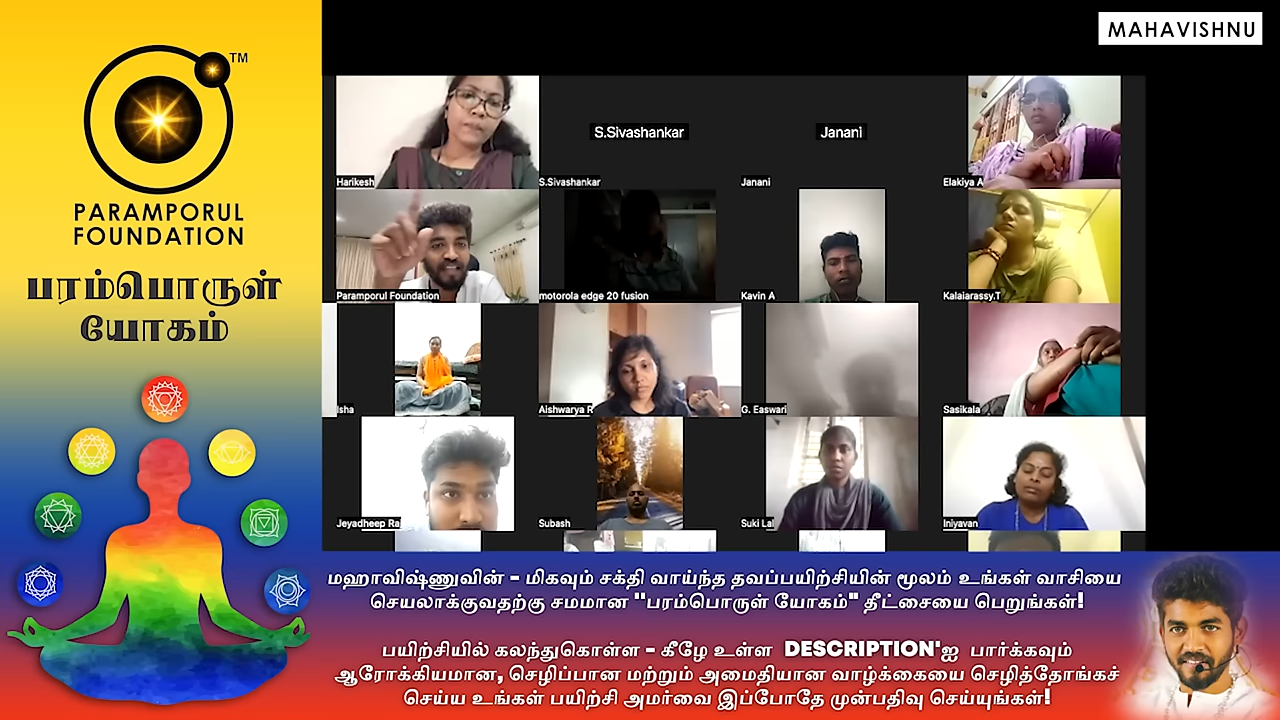 MAHAVISHNU
TM
PARAMPORUL
FOUNDATION
பரம்பொருள்
யோகம்
S.Sivashankar
Janani
Harikesh
S.Sivashankar
Janani
Elakiya A
Paramporul Foundation
motorola edge 20 fusion
Kavin A
Kalaiarassy.T
Isha
Aishwarya R
G. Easwari
Sasikala
Jeyadheep Ra
Subash
Suki Lal
Iniyavan
மஹாவிஷ்ணுவின் - மிகவும் சக்தி வாய்ந்த தவப்பயிற்சியின் மூலம் உங்கள் வாசியை
செயலாக்குவதற்கு சமமான "பரம்பொருள் யோகம்" தீட்சையை பெறுங்கள்!
பயிற்சியில் கலந்துகொள்ள - கீழே உள்ள DESCRIPTION'ஐ பார்க்கவும்
ஆரோக்கியமான, செழிப்பான மற்றும் அமைதியான வாழ்க்கையை செழித்தோங்கச்
செய்ய உங்கள் பயிற்சி அமர்வை இப்போதே முன்பதிவு செய்யுங்கள்!